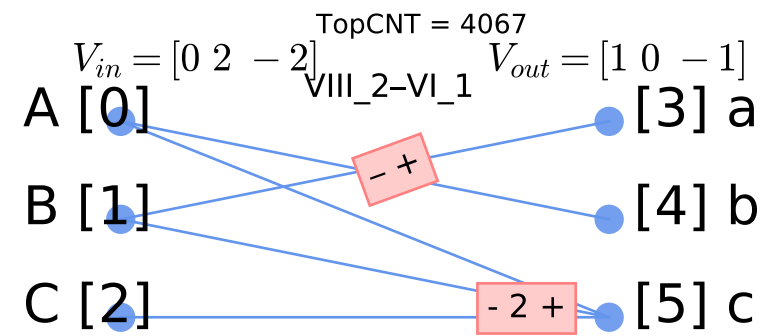 TopCNT = 4067
V_in = [0 2 −2] V_out = [1 0 −1]
VIII_2–VI_1
A [0] [3] a
− +
B [1] [4] b
C [2] - 2 + [5] c